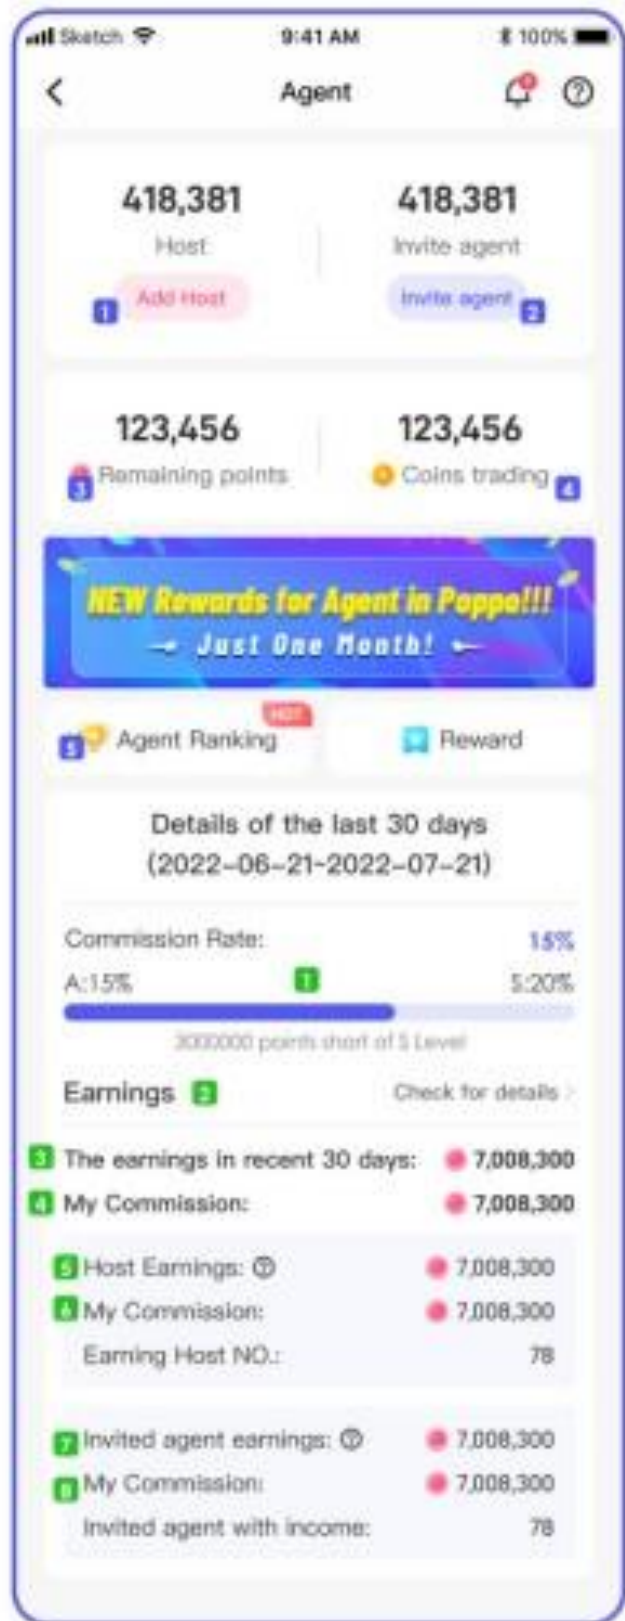 Sketch 9:41 AM 100%
Agent
418,381 418,381
Host Invite agent
1 Add Host Invite agent 2
123,456 123,456
3 Remaining points Coins trading 4
NEW Rewards for Agent in Poppo!!!
Just One Month!
HOT
5 Agent Ranking Reward
Details of the last 30 days
(2022-06-21~2022-07-21)
Commission Rate: 15%
A:15% 1 S:20%
3000000 points short of S Level
Earnings 2 Check for details >
3 The earnings in recent 30 days: 7,008,300
4 My Commission: 7,008,300
5 Host Earnings: ? 7,008,300
6 My Commission: 7,008,300
Earning Host NO.: 78
7 Invited agent earnings: ? 7,008,300
8 My Commission: 7,008,300
Invited agent with income: 78